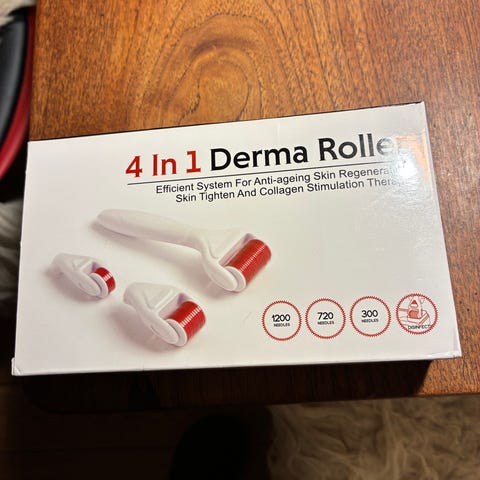 4 In 1 Derma Roller
Efficient System For Anti-ageing Skin
Skin Tighten And Collagen Stimulation
1200
NEEDLES
720
NEEDLES
300
NEEDLES